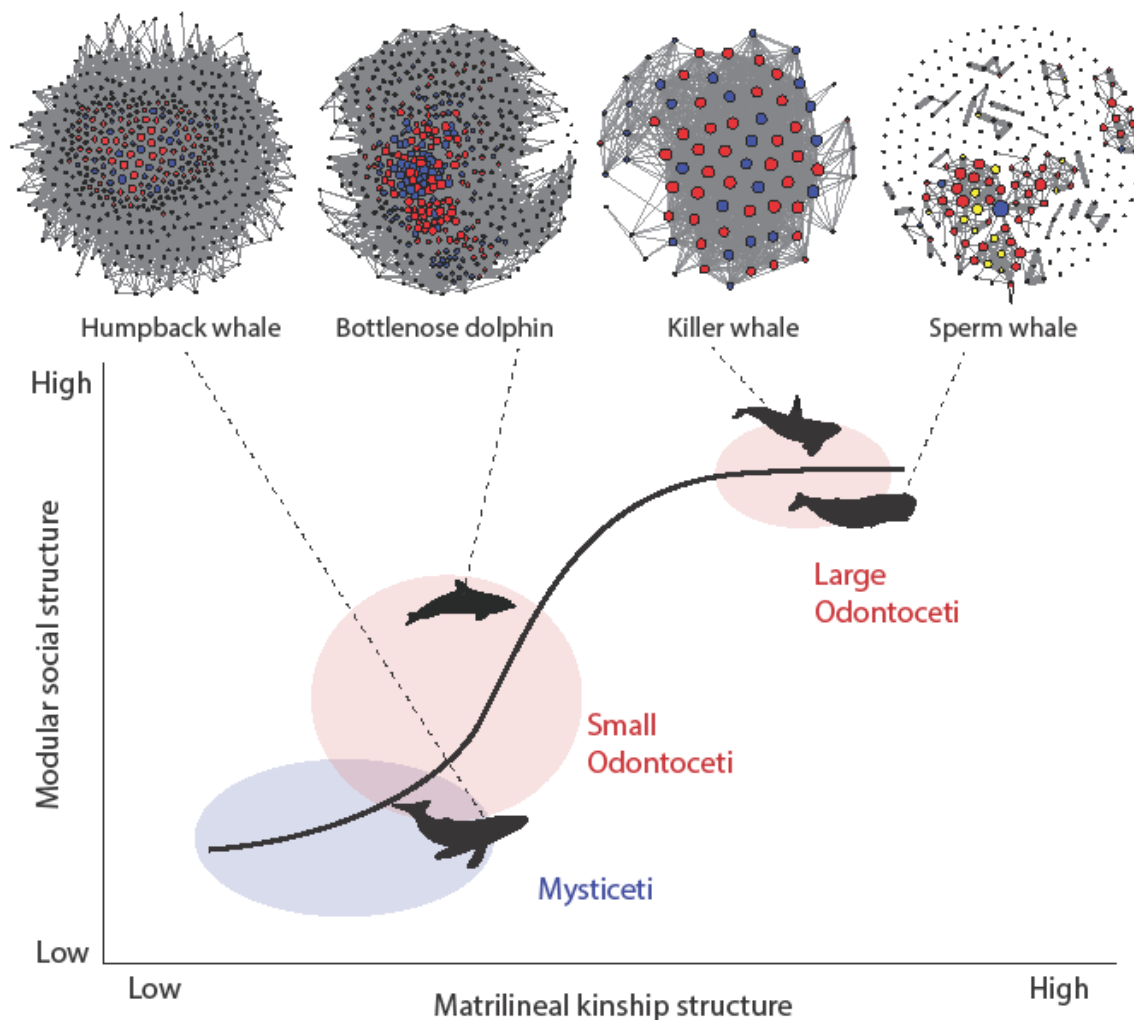 Humpback whale
Bottlenose dolphin
Killer whale
Sperm whale
High
Modular social structure
Large
Odontoceti
Small
Odontoceti
Mysticeti
Low
Low
High
Matrilineal kinship structure